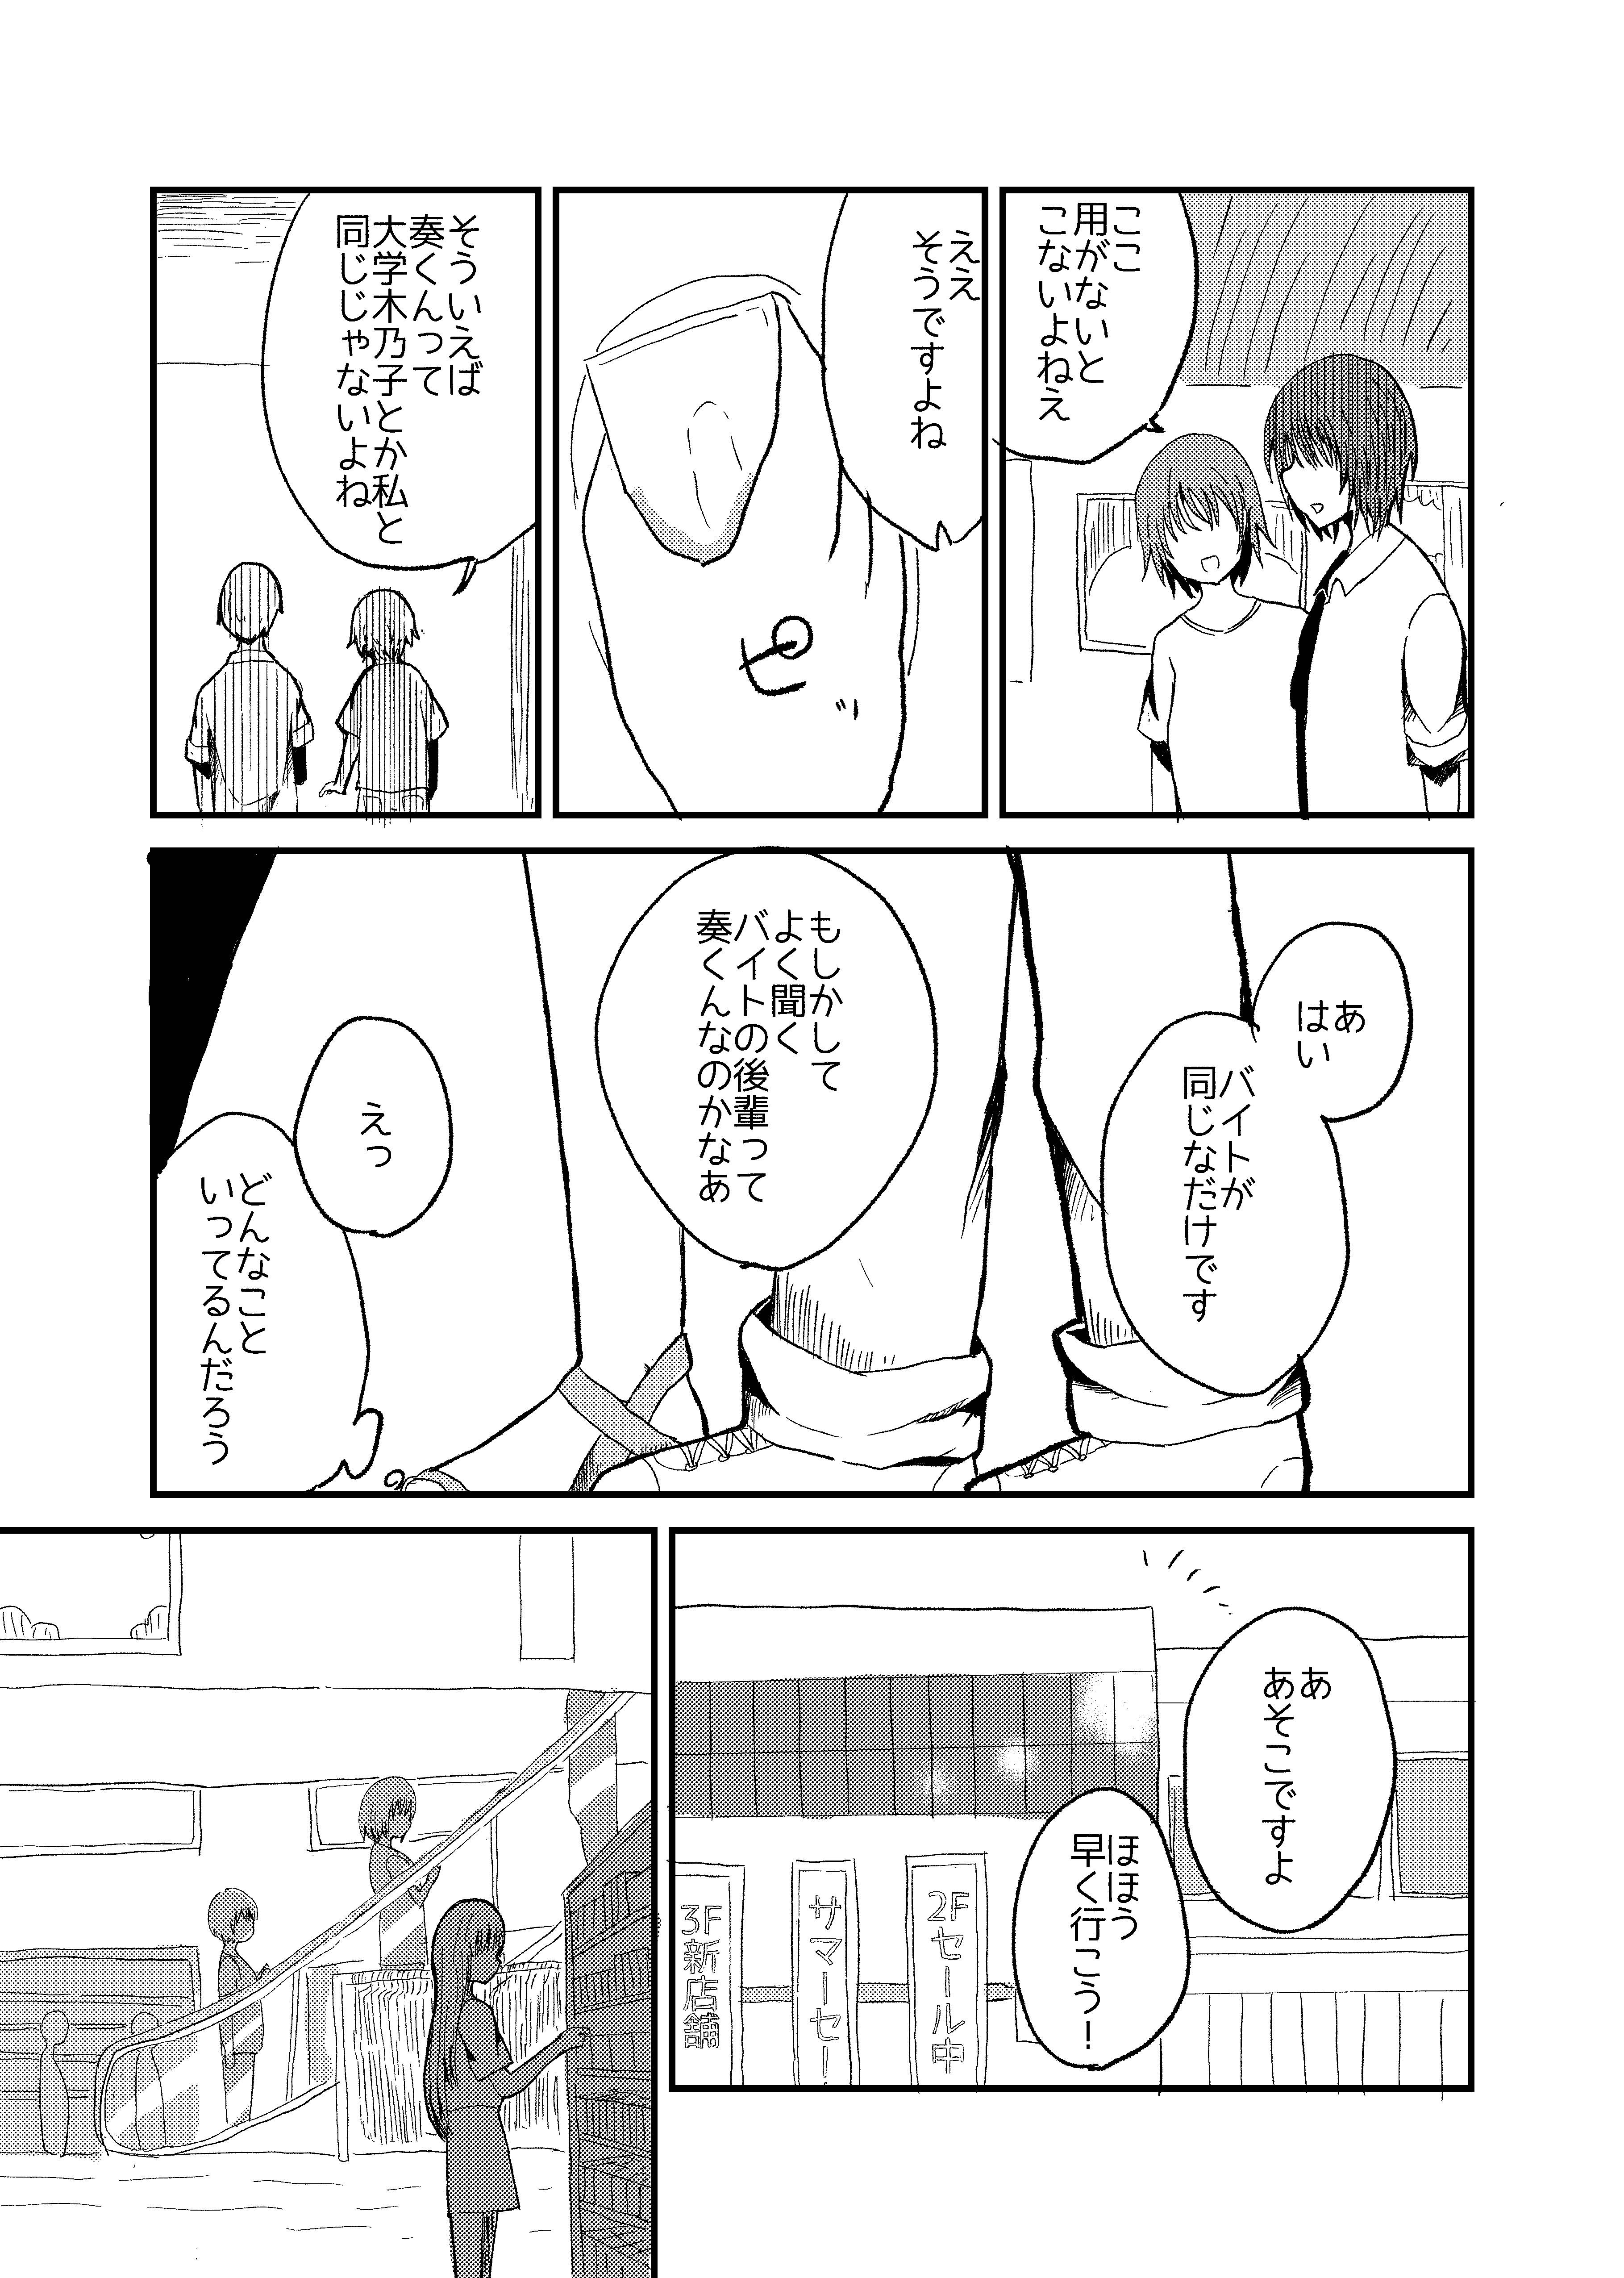 ここ
用がないと
こないよねえ
ええ
そうですよね
ピ
そういえば
奏くんって
大学木乃子とか私と
同じじゃないよね
あ
はい
バイトが
同じなだけです
もしかして
よく聞く
バイトの後輩って
奏くんなのかなあ
えっ
どんなこと
いってるんだろう
あ
あそこですよ
ほほう
早く行こう！
2Fセール中
サマーセー
3F新店舗